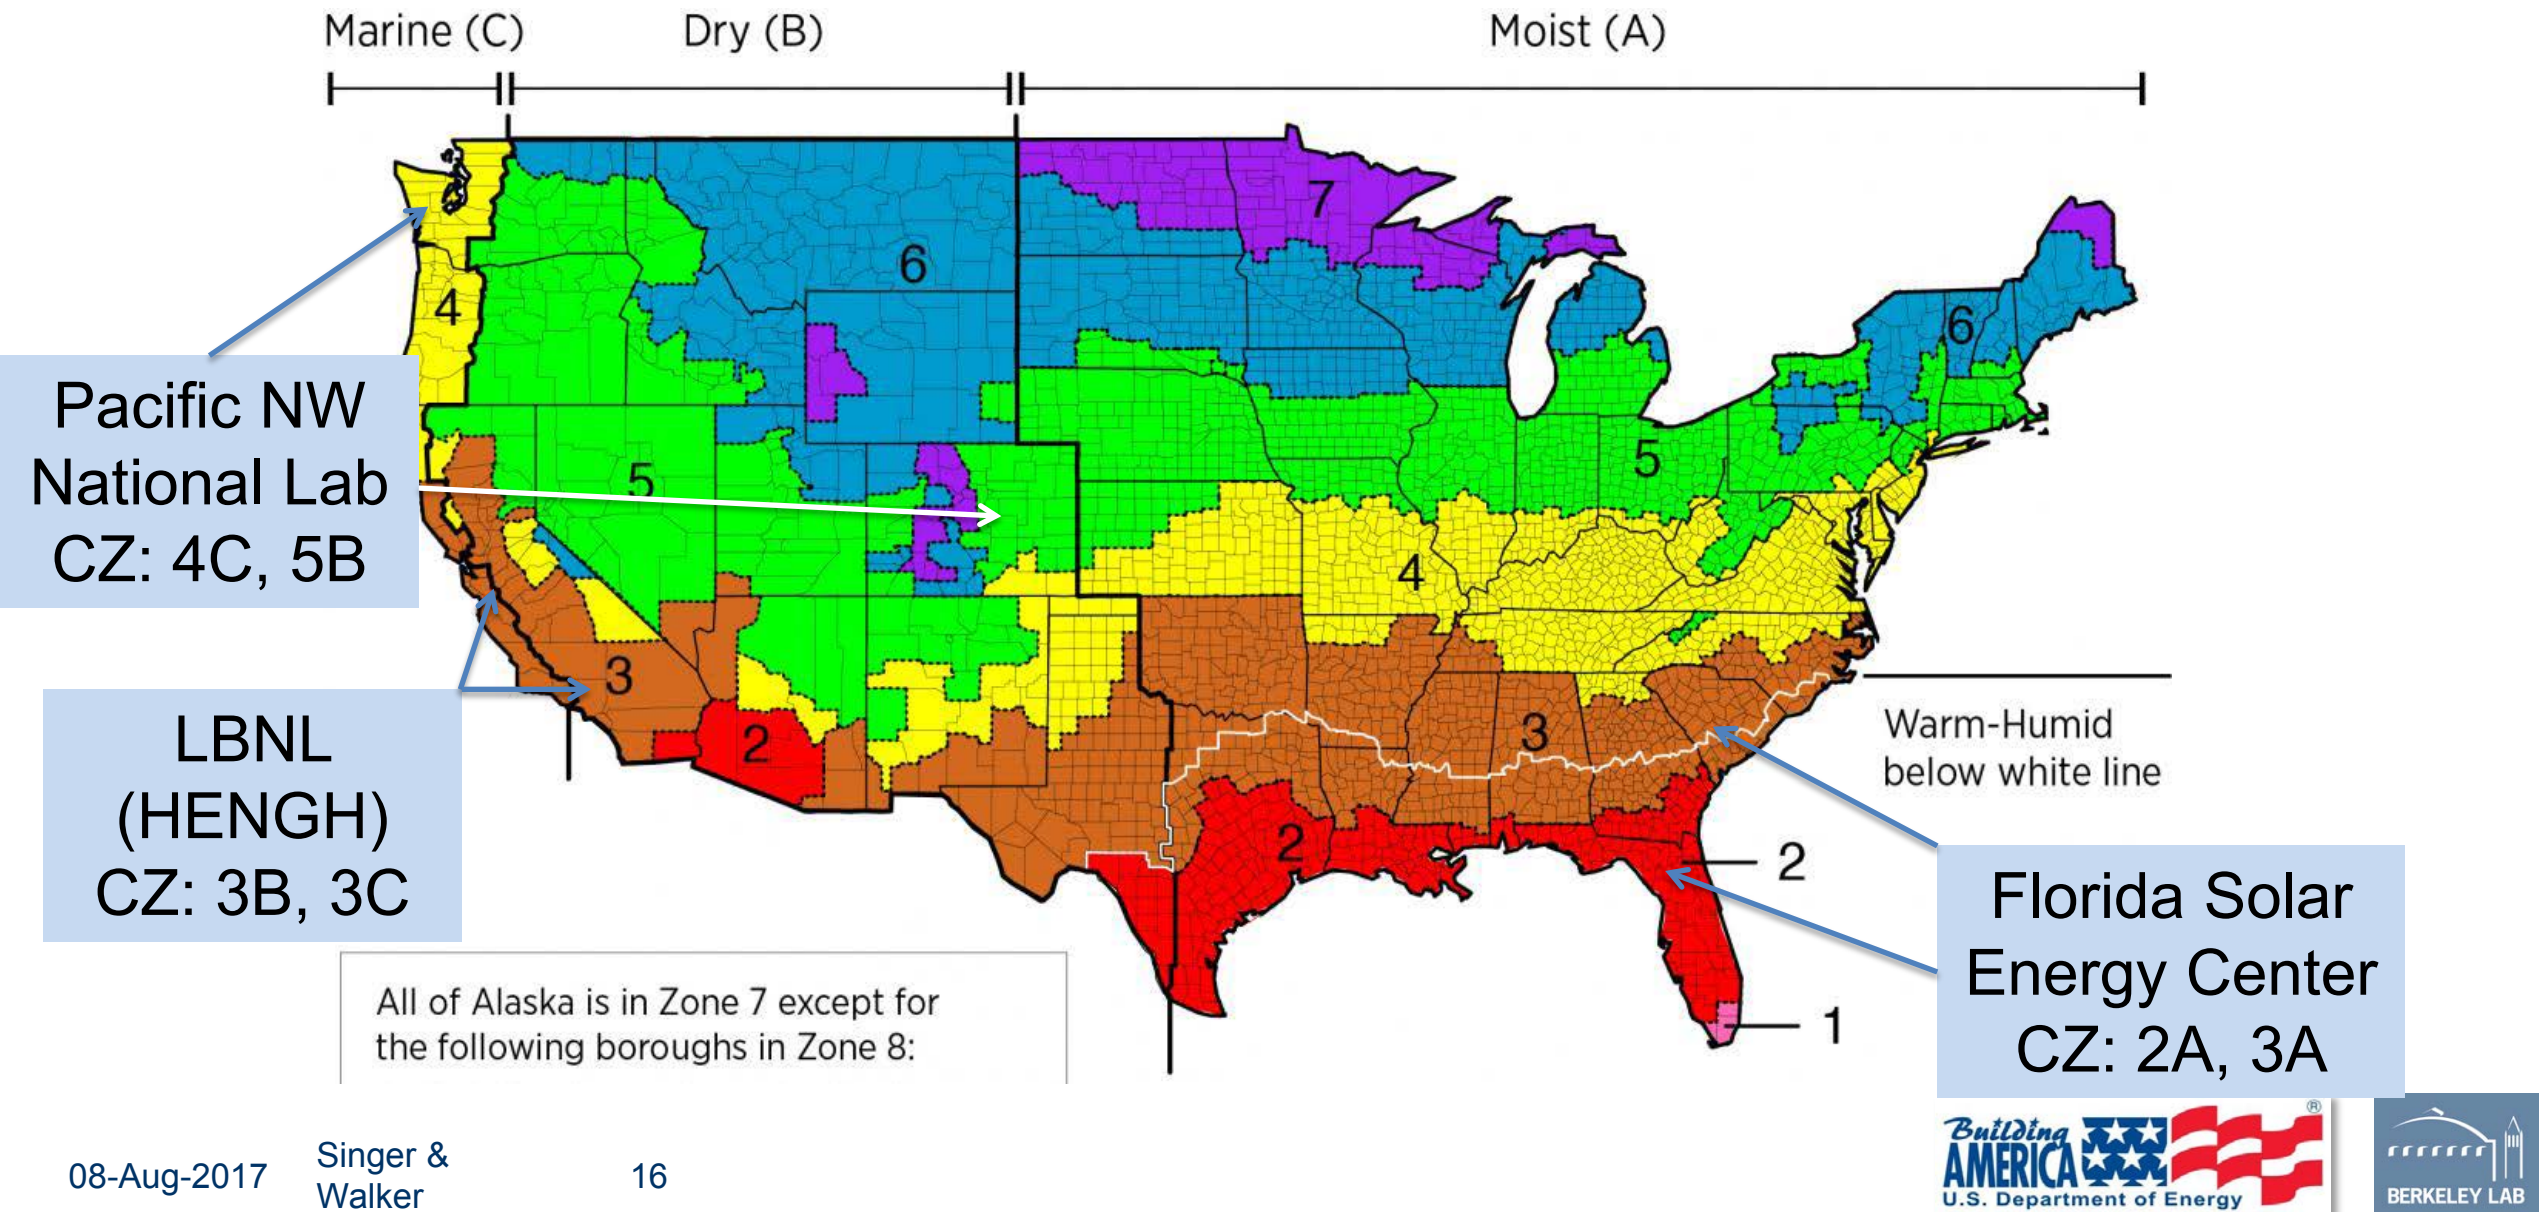 Marine (C)
Dry (B)
Moist (A)
7
6
4
6
5
5
4
3
3
2
2
2
1
Pacific NW
National Lab
CZ: 4C, 5B
LBNL
(HENGH)
CZ: 3B, 3C
Warm-Humid
below white line
Florida Solar
Energy Center
CZ: 2A, 3A
All of Alaska is in Zone 7 except for
the following boroughs in Zone 8:
08-Aug-2017
Singer &
Walker
16
Building
AMERICA
®
U.S. Department of Energy
BERKELEY LAB